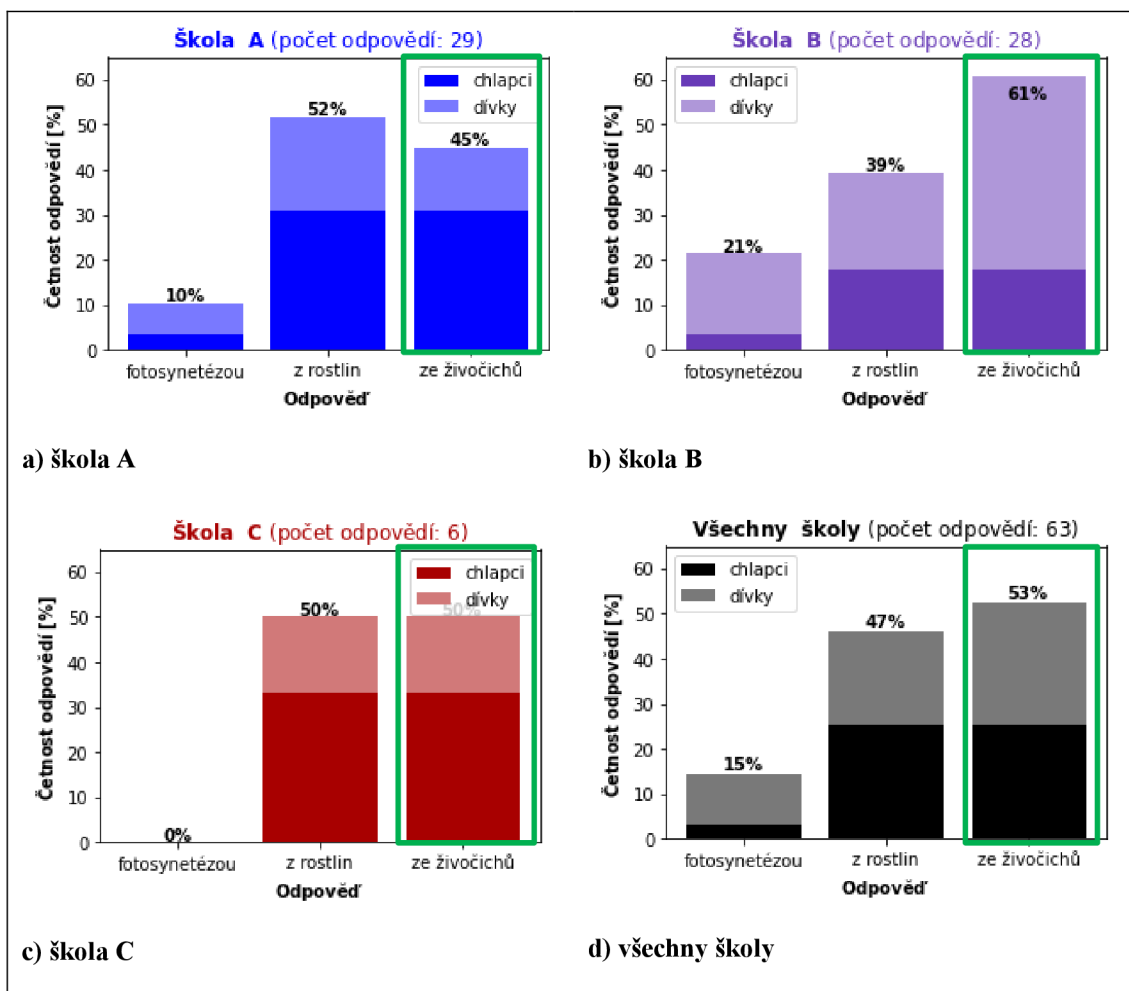 Škola A (počet odpovědí: 29)
Četnost odpovědí [%]
60
50
40
30
20
10
0
chlapci
dívky
10%
52%
45%
fotosynetézou
z rostlin
ze živočichů
Odpověď
a) škola A
Škola B (počet odpovědí: 28)
Četnost odpovědí [%]
60
50
40
30
20
10
0
chlapci
dívky
21%
39%
61%
fotosynetézou
z rostlin
ze živočichů
Odpověď
b) škola B
Škola C (počet odpovědí: 6)
Četnost odpovědí [%]
60
50
40
30
20
10
0
chlapci
dívky
0%
50%
50%
fotosynetézou
z rostlin
ze živočichů
Odpověď
c) škola C
Všechny školy (počet odpovědí: 63)
Četnost odpovědí [%]
60
50
40
30
20
10
0
chlapci
dívky
15%
47%
53%
fotosynetézou
z rostlin
ze živočichů
Odpověď
d) všechny školy